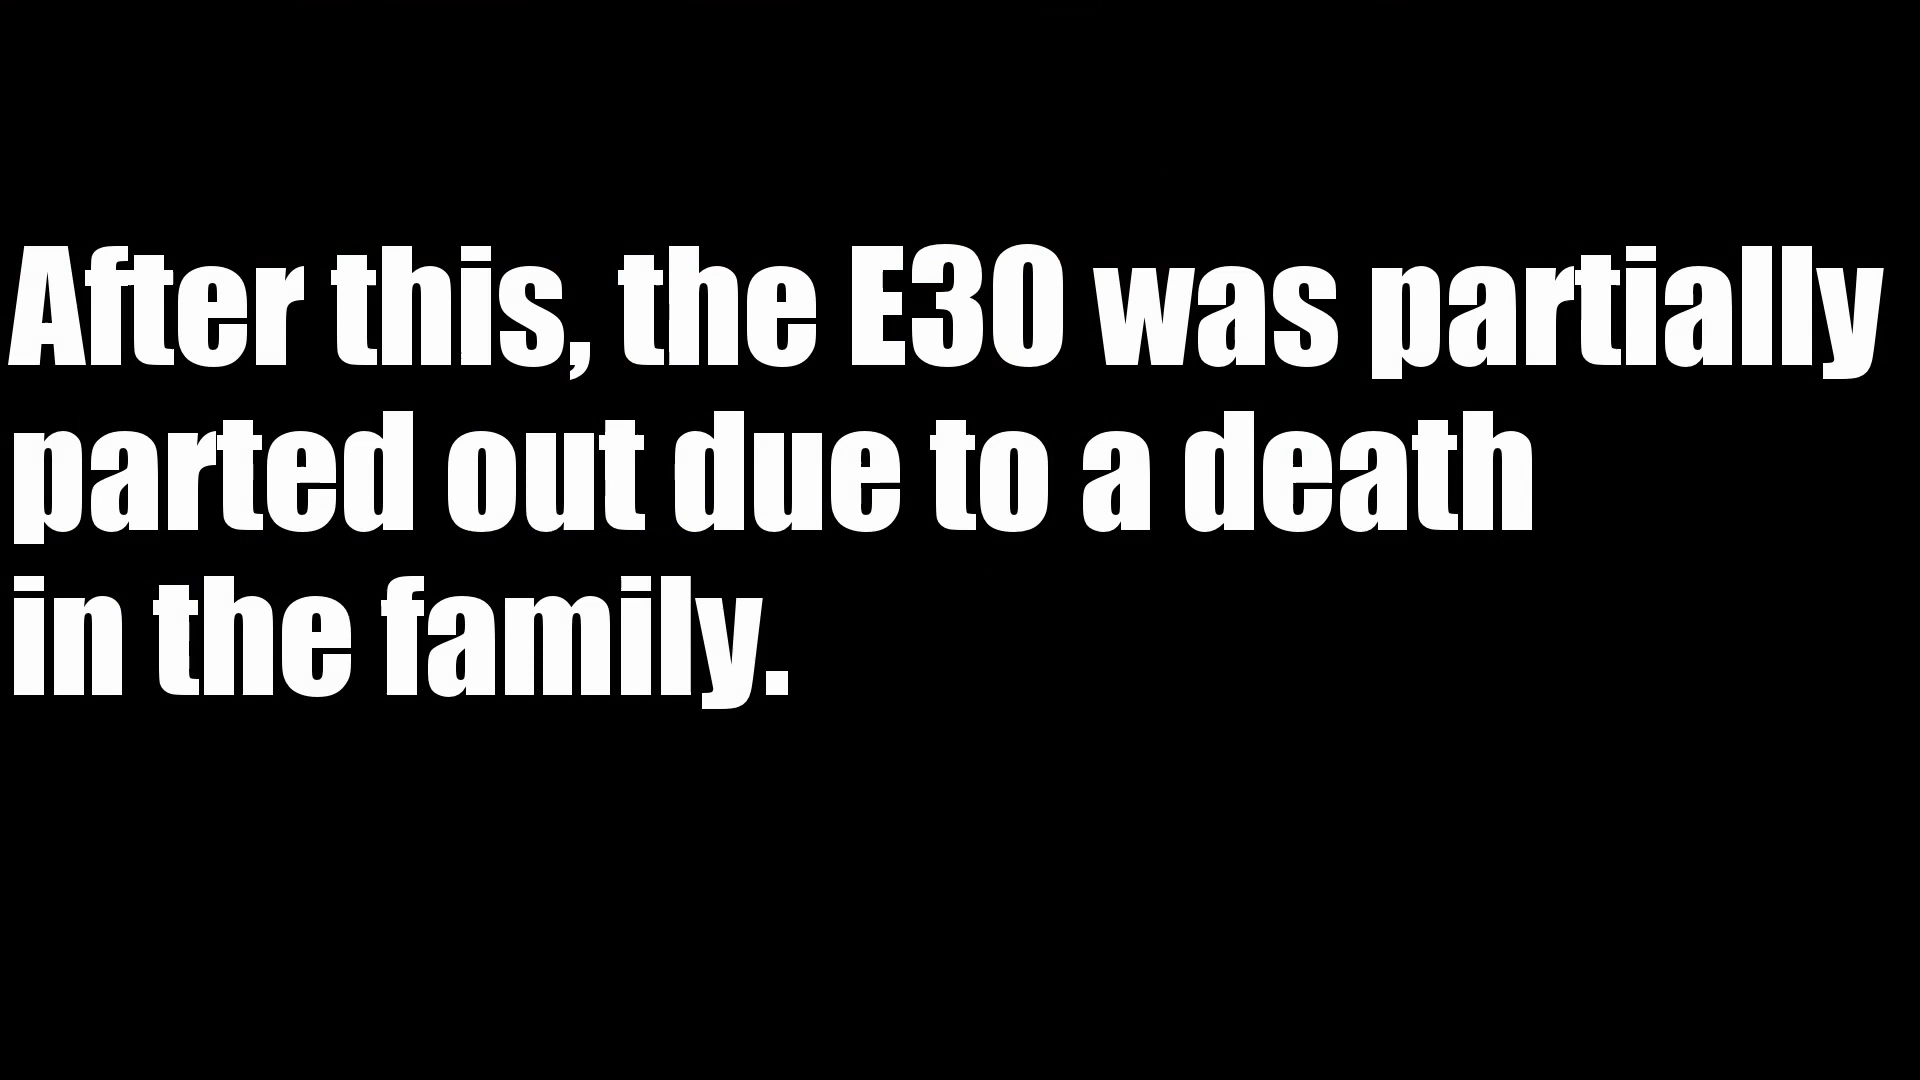 After this, the E30 was partially
parted out due to a death
in the family.